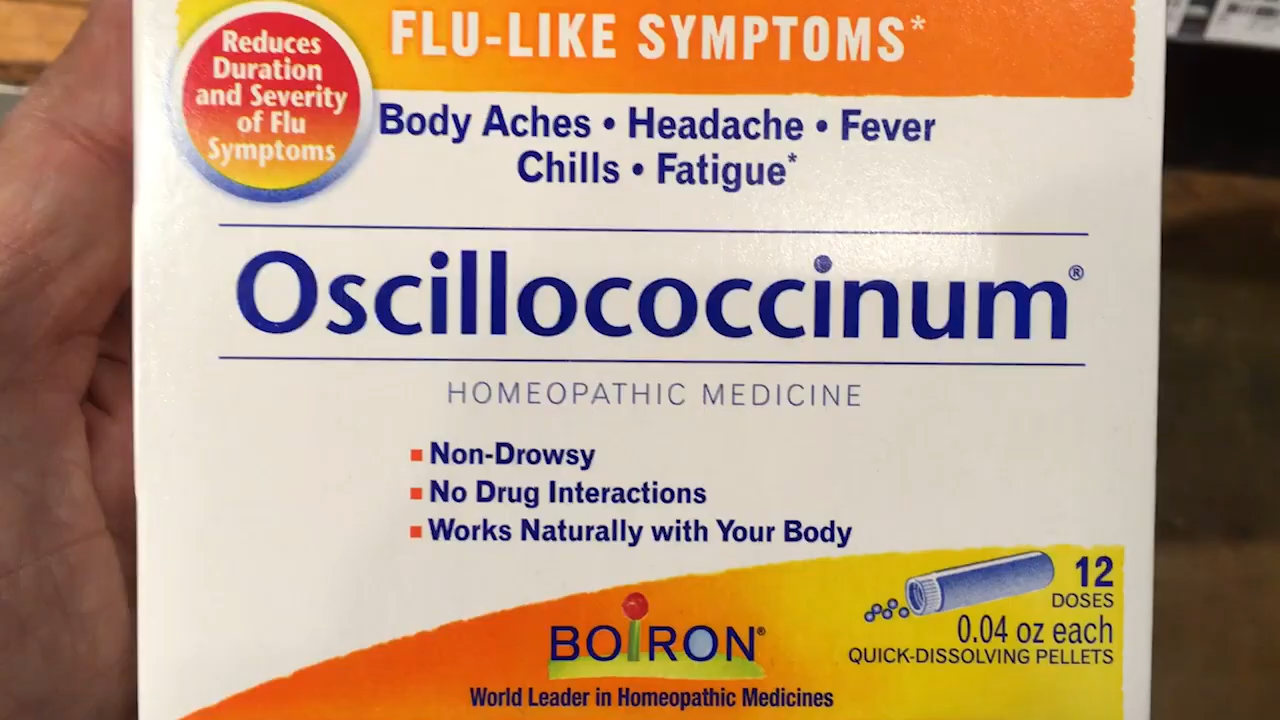 FLU-LIKE SYMPTOMS*
Reduces
Duration
and Severity
of Flu
Symptoms
Body Aches • Headache • Fever
Chills • Fatigue*
Oscillococcinum®
HOMEOPATHIC MEDICINE
Non-Drowsy
No Drug Interactions
Works Naturally with Your Body
12
DOSES
0.04 oz each
QUICK-DISSOLVING PELLETS
BOIRON®
World Leader in Homeopathic Medicines